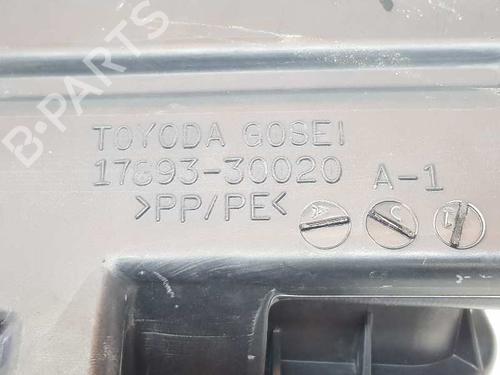 B-PARTS
TOYODA GOSEI
17893-30020 A-1
>PP/PE<